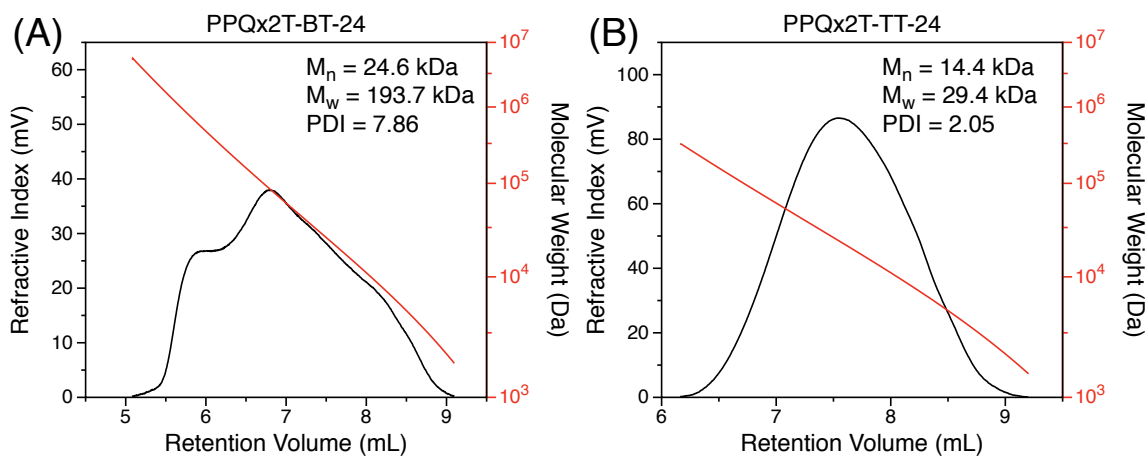 (A)
PPQx2T-BT-24
M_n = 24.6 kDa
M_w = 193.7 kDa
PDI = 7.86
Refractive Index (mV)
60
50
40
30
20
10
0
5
6
7
8
9
Retention Volume (mL)
10^7
10^6
10^5
10^4
10^3
Molecular Weight (Da)
(B)
PPQx2T-TT-24
M_n = 14.4 kDa
M_w = 29.4 kDa
PDI = 2.05
Refractive Index (mV)
100
80
60
40
20
0
6
7
8
9
Retention Volume (mL)
10^7
10^6
10^5
10^4
10^3
Molecular Weight (Da)